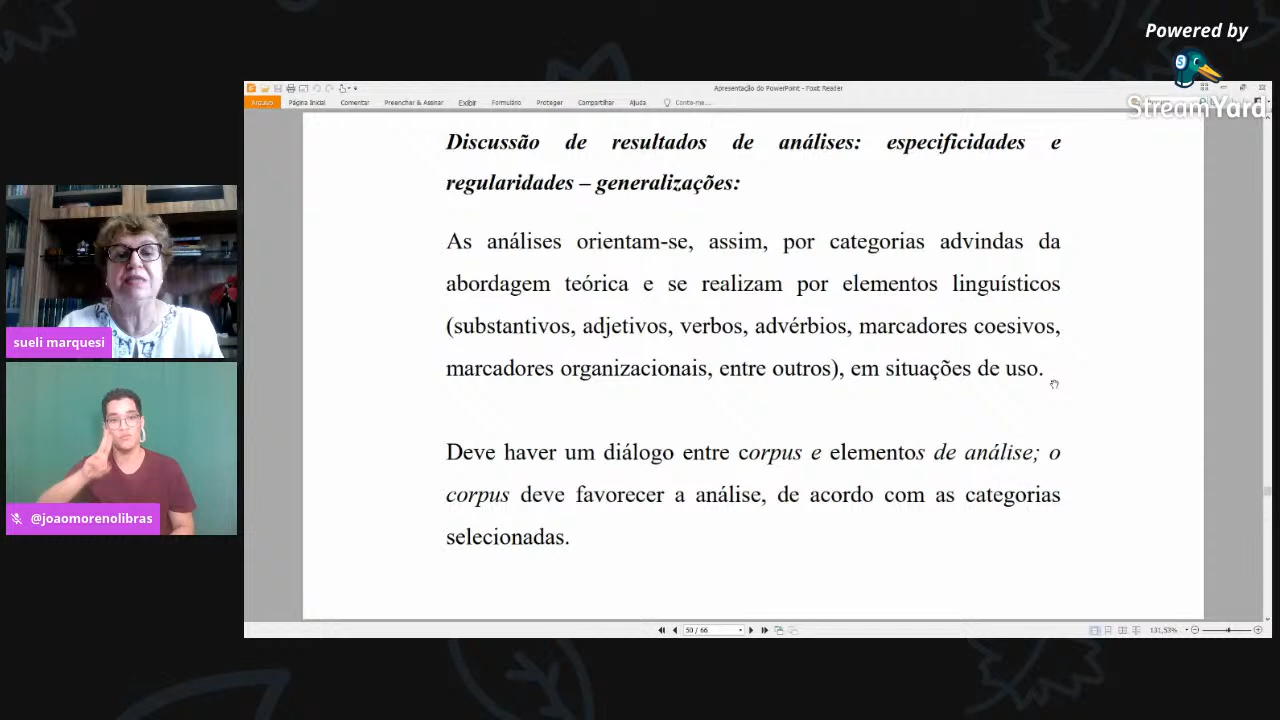 Powered by
StreamYard
Apresentação do PowerPoint - Foxit Reader
Arquivo Página Inicial Comentar Preencher & Assinar Exibir Formulário Proteger Compartilhar Ajuda Conte-me...
Discussão de resultados de análises: especificidades e
regularidades – generalizações:
As análises orientam-se, assim, por categorias advindas da
abordagem teórica e se realizam por elementos linguísticos
(substantivos, adjetivos, verbos, advérbios, marcadores coesivos,
marcadores organizacionais, entre outros), em situações de uso.
Deve haver um diálogo entre corpus e elementos de análise; o
corpus deve favorecer a análise, de acordo com as categorias
selecionadas.
sueli marquesi
@joaomorenolibras
50 / 66
131,53%